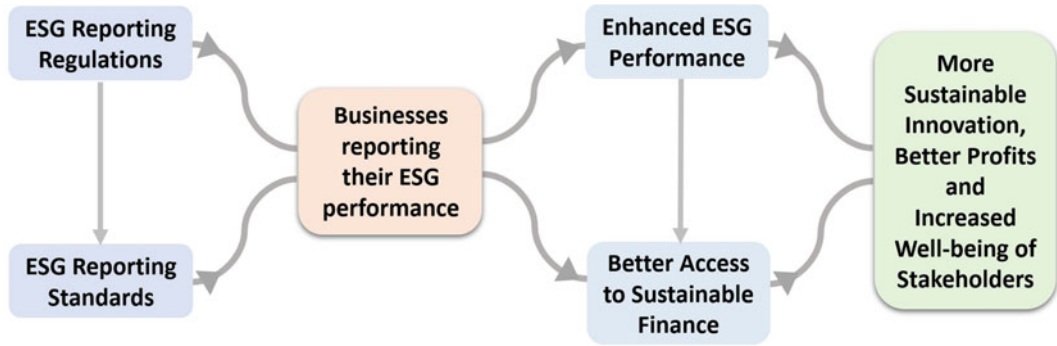 ESG Reporting
Regulations
ESG Reporting
Standards
Businesses
reporting
their ESG
performance
Enhanced ESG
Performance
Better Access
to Sustainable
Finance
More
Sustainable
Innovation,
Better Profits
and
Increased
Well-being of
Stakeholders